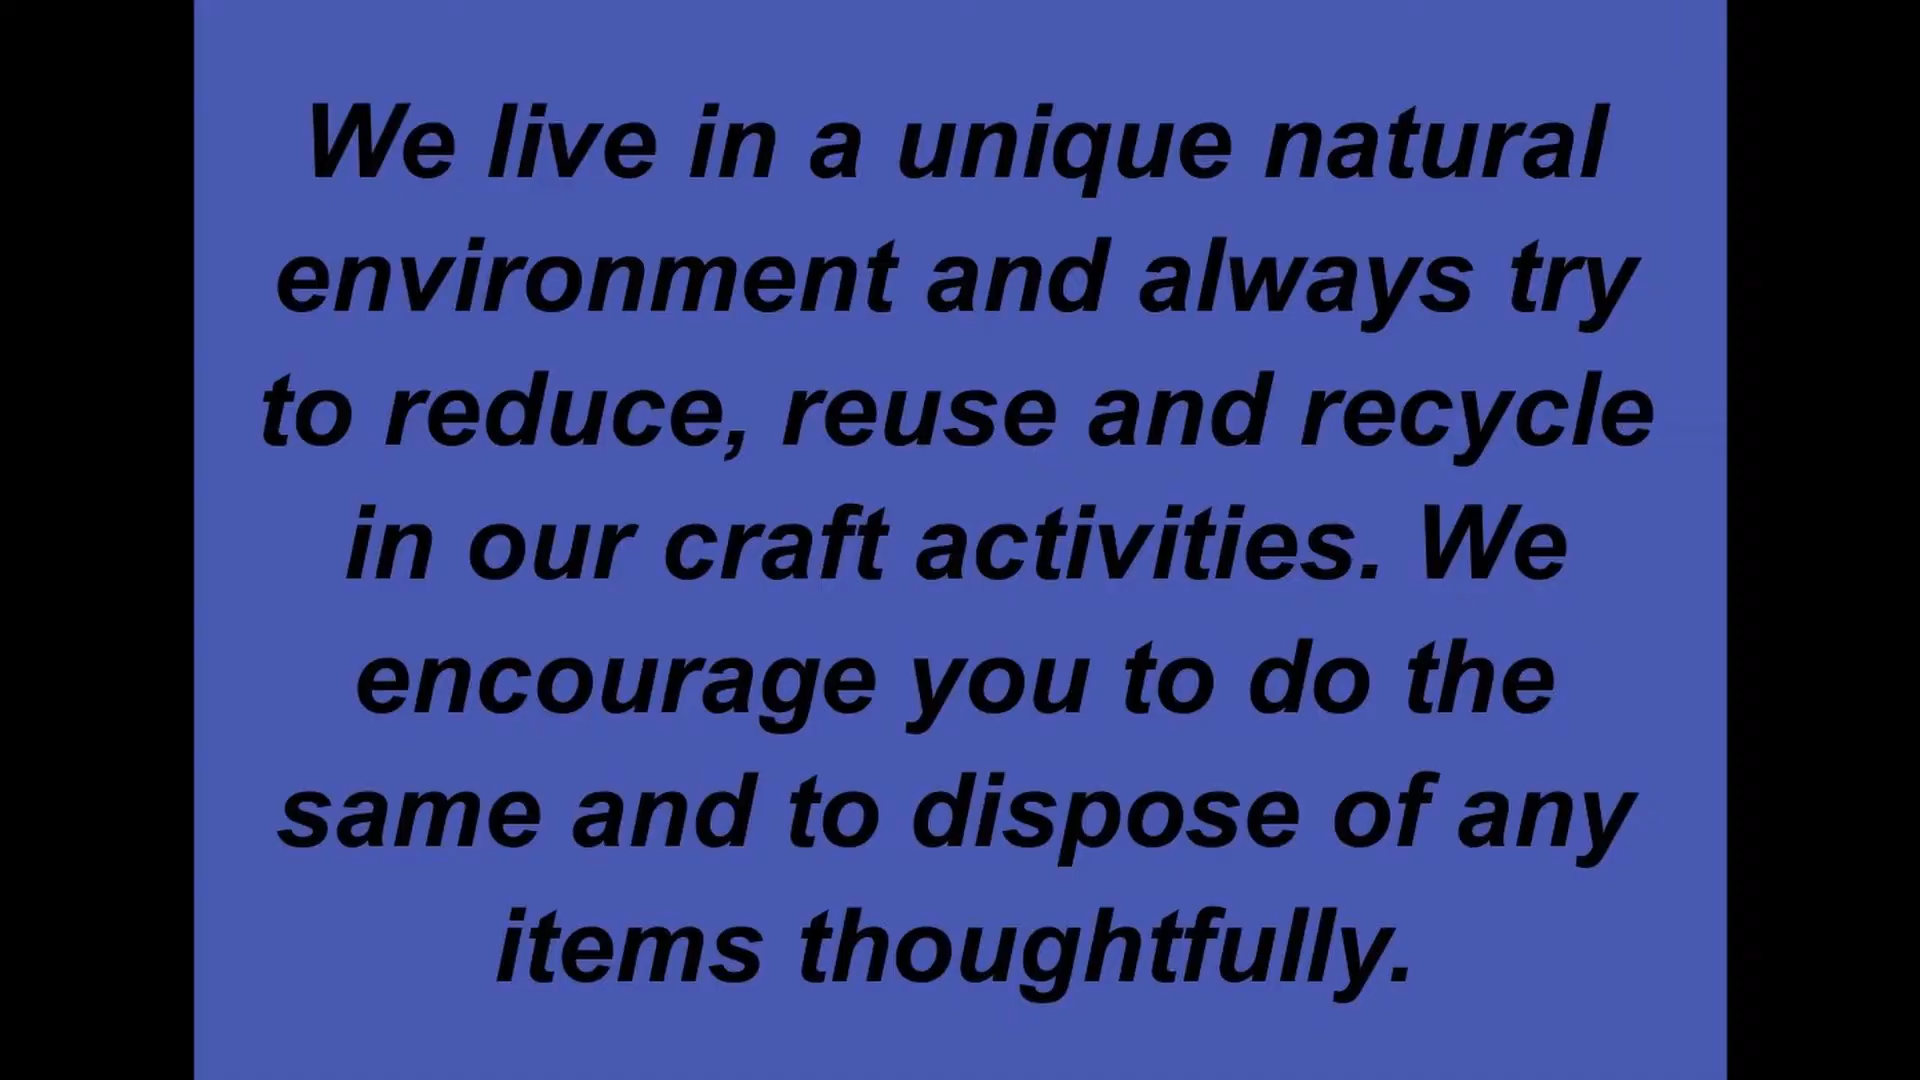 We live in a unique natural
environment and always try
to reduce, reuse and recycle
in our craft activities. We
encourage you to do the
same and to dispose of any
items thoughtfully.